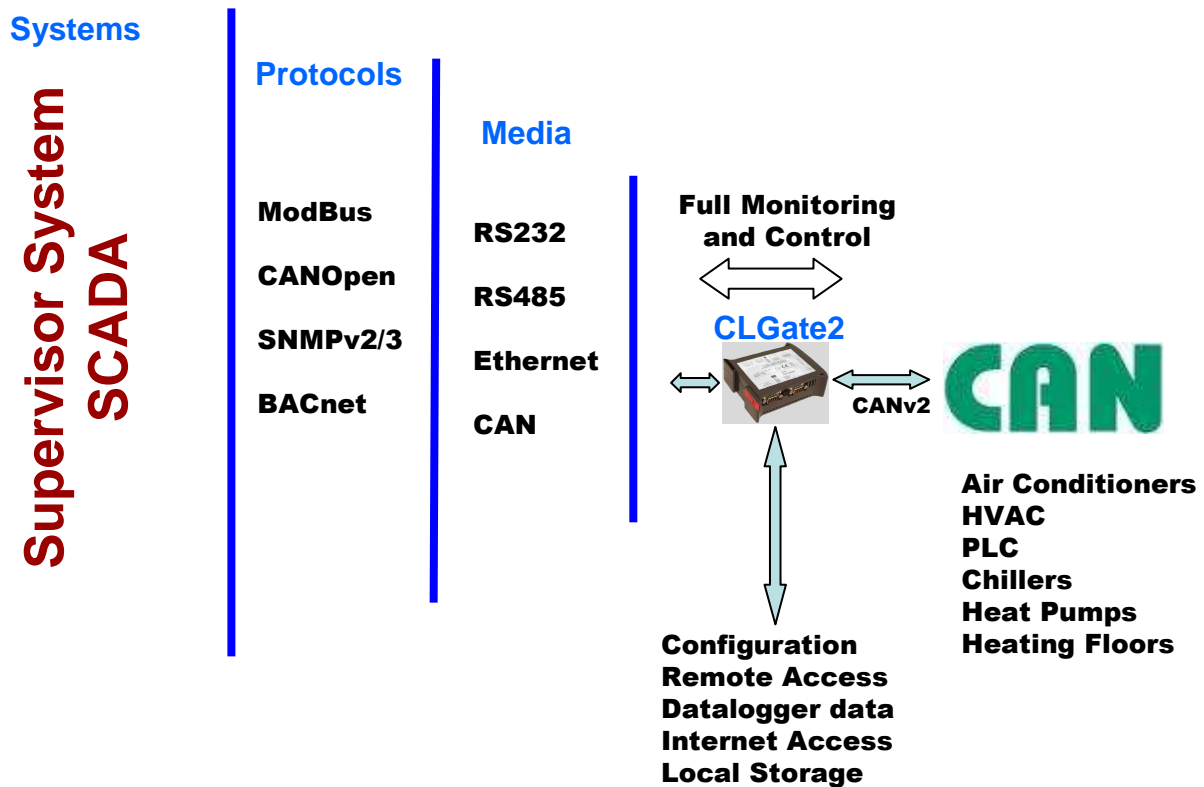 Systems
Supervisor System
SCADA
Protocols
ModBus
CANOpen
SNMPv2/3
BACnet
Media
RS232
RS485
Ethernet
CAN
Full Monitoring
and Control
CLGate2
CANv2
CAN
Air Conditioners
HVAC
PLC
Chillers
Heat Pumps
Heating Floors
Configuration
Remote Access
Datalogger data
Internet Access
Local Storage